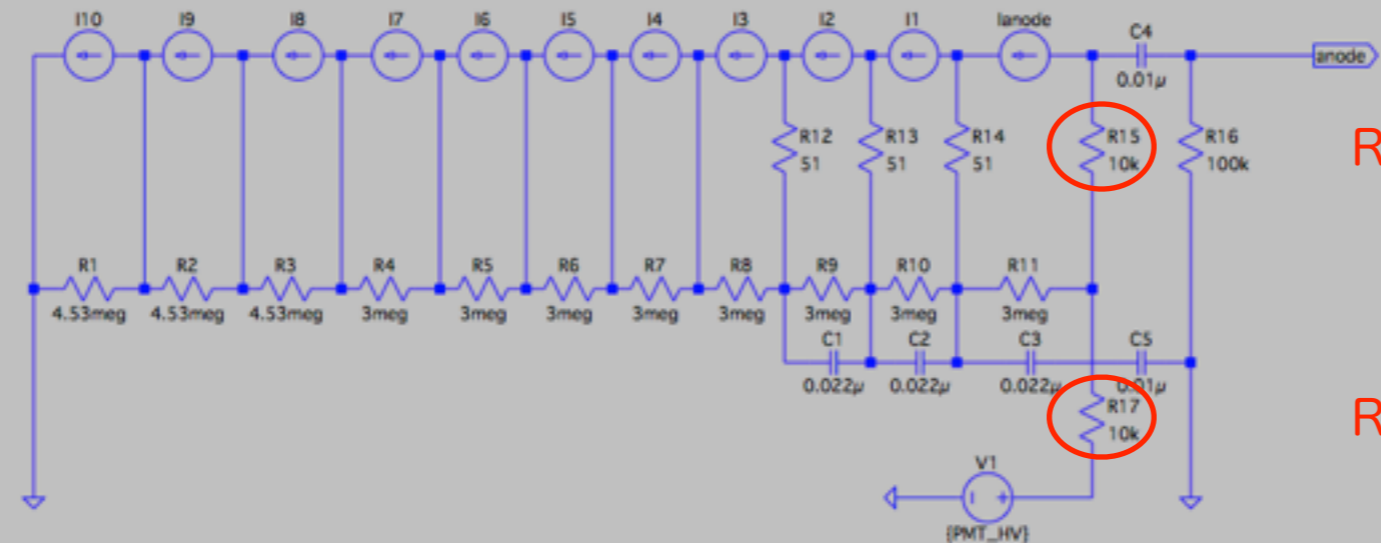 I10 I9 I8 I7 I6 I5 I4 I3 I2 I1 Ianode C4
anode
0.01µ
R12 R13 R14 R15 R16
51 51 51 10k 100k
R
R1 R2 R3 R4 R5 R6 R7 R8 R9 R10 R11
4.53meg 4.53meg 4.53meg 3meg 3meg 3meg 3meg 3meg 3meg 3meg 3meg
C1 C2 C3 C5
0.022µ 0.022µ 0.022µ 0.01µ
R17
10k
R
V1
{PMT_HV}